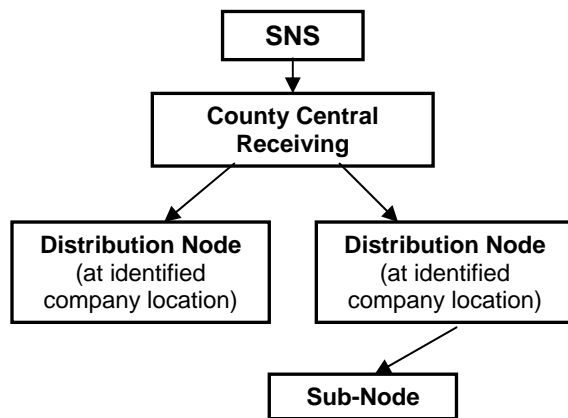 SNS
County Central
Receiving
Distribution Node
(at identified
company location)
Distribution Node
(at identified
company location)
Sub-Node